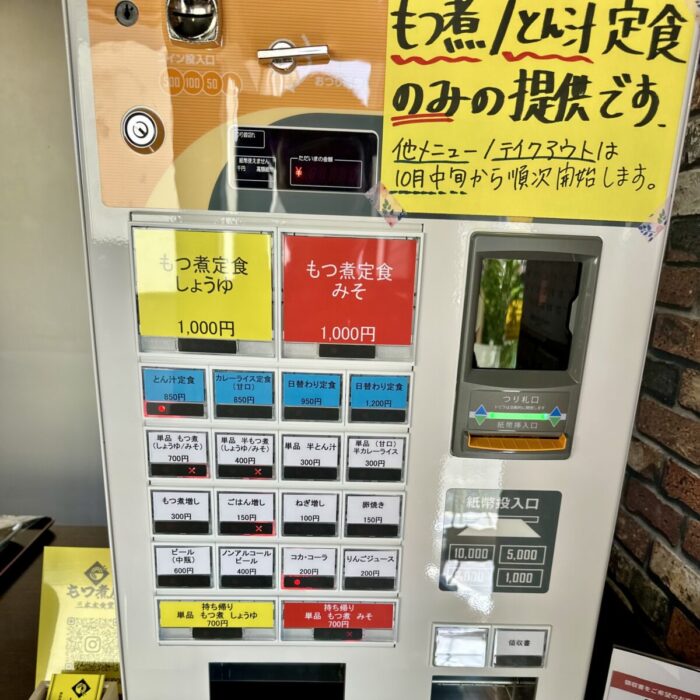 もつ煮/とん汁定食
のみの提供です.
他メニュー/テイクアウトは
10月中旬から順次開始します。
コイン投入口
500 100 50
紙幣使えません
ただいまの金額
¥
もつ煮定食
しょうゆ
1,000円
もつ煮定食
みそ
1,000円
とん汁定食
850円
カレーライス定食
(甘口)
850円
日替わり定食
950円
日替わり定食
1,200円
単品 もつ煮
(しょうゆ/みそ)
700円
単品 半もつ煮
(しょうゆ/みそ)
400円
単品 半とん汁
300円
単品 (甘口)
半カレーライス
300円
もつ煮増し
300円
ごはん増し
150円
ねぎ増し
100円
卵焼き
150円
ビール
(中瓶)
600円
ノンアルコール
ビール
400円
コカ・コーラ
200円
りんごジュース
200円
持ち帰り
単品 もつ煮 しょうゆ
700円
持ち帰り
単品 もつ煮 みそ
700円
つり札口
紙幣挿入口
紙幣投入口
10,000
5,000
1,000
領収書
もつ煮